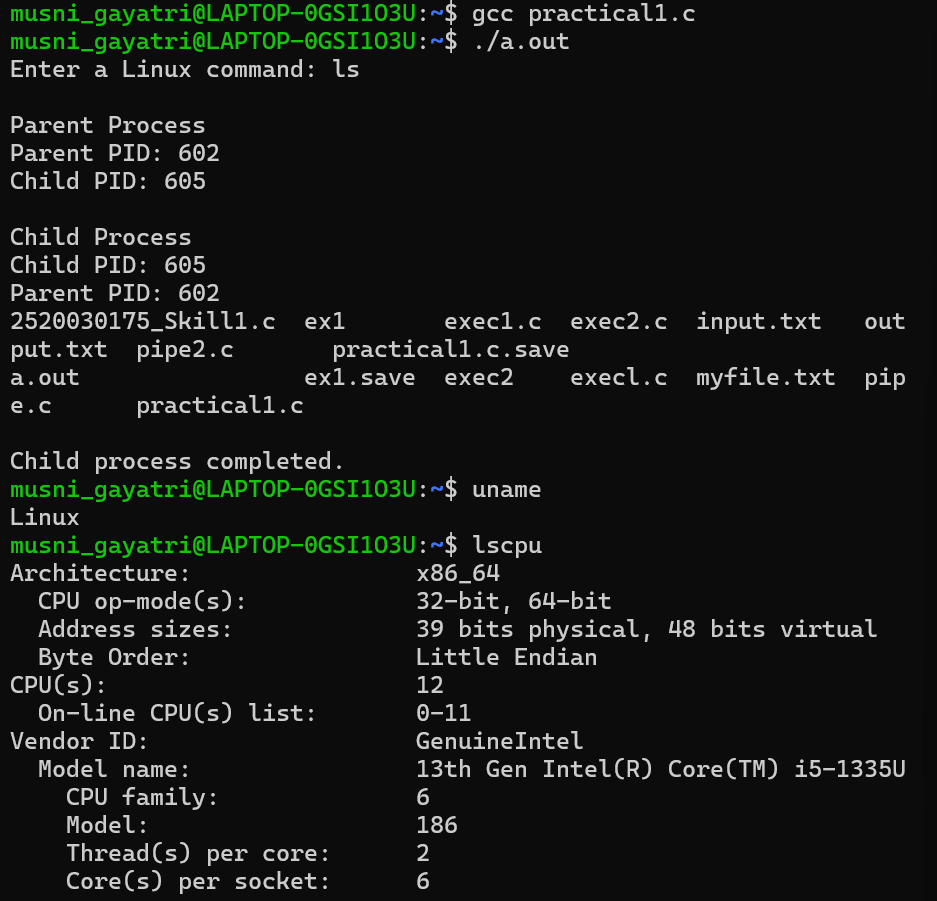 musni_gayatri@LAPTOP-0GSI1O3U:~$ gcc practical1.c
musni_gayatri@LAPTOP-0GSI1O3U:~$ ./a.out
Enter a Linux command: ls

Parent Process
Parent PID: 602
Child PID: 605

Child Process
Child PID: 605
Parent PID: 602
2520030175_Skill1.c  ex1       exec1.c  exec2.c  input.txt   out
put.txt  pipe2.c       practical1.c.save
a.out                ex1.save  exec2    execl.c  myfile.txt  pip
e.c      practical1.c

Child process completed.
musni_gayatri@LAPTOP-0GSI1O3U:~$ uname
Linux
musni_gayatri@LAPTOP-0GSI1O3U:~$ lscpu
Architecture:                x86_64
  CPU op-mode(s):            32-bit, 64-bit
  Address sizes:             39 bits physical, 48 bits virtual
  Byte Order:                Little Endian
CPU(s):                      12
  On-line CPU(s) list:       0-11
Vendor ID:                   GenuineIntel
  Model name:                13th Gen Intel(R) Core(TM) i5-1335U
    CPU family:              6
    Model:                   186
    Thread(s) per core:      2
    Core(s) per socket:      6